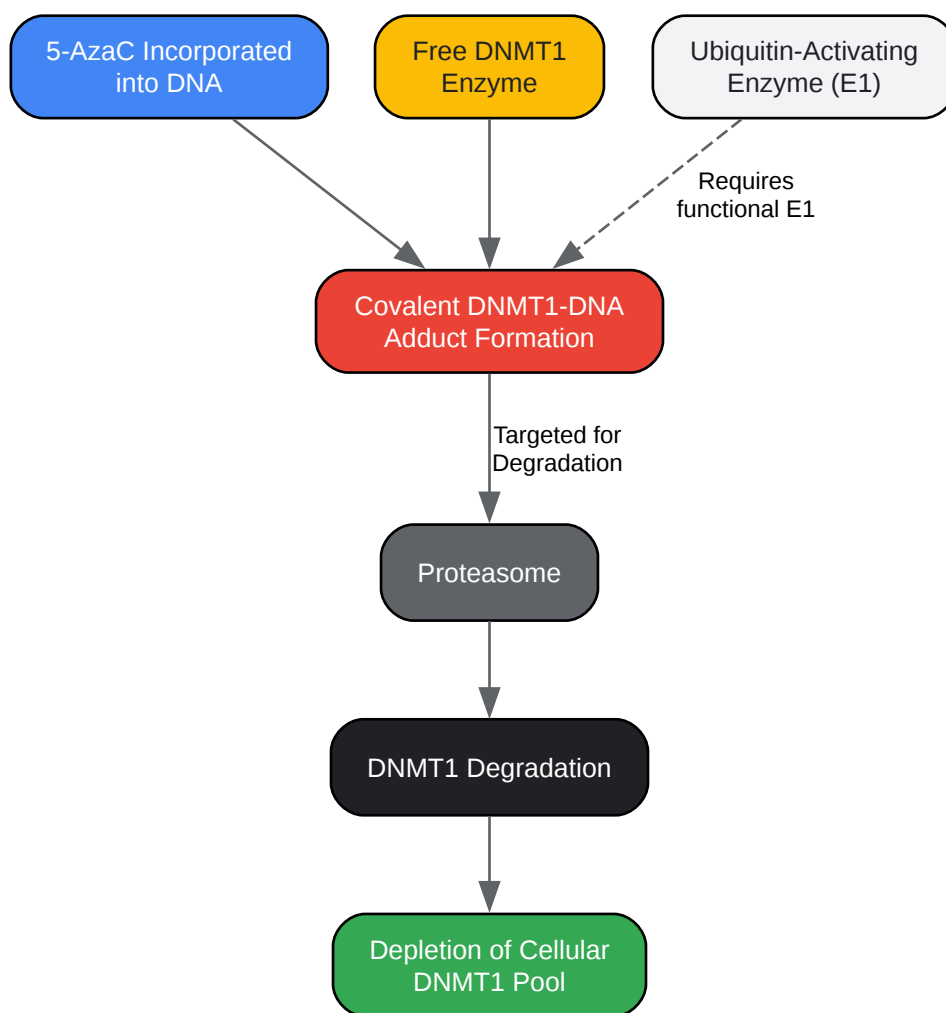 5-AzaC Incorporated
into DNA
Free DNMT1
Enzyme
Ubiquitin-Activating
Enzyme (E1)
Requires
functional E1
Covalent DNMT1-DNA
Adduct Formation
Targeted for
Degradation
Proteasome
DNMT1 Degradation
Depletion of Cellular
DNMT1 Pool